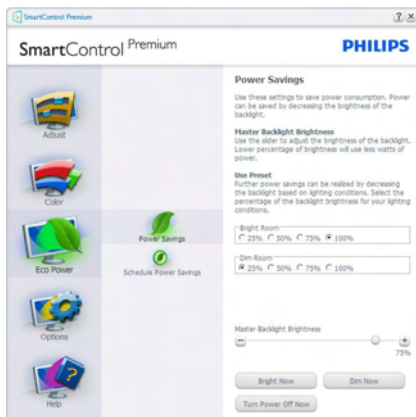 SmartControl Premium
? x
SmartControl Premium
PHILIPS
Adjust
Color
Eco Power
Options
Help
Power Savings
Schedule Power Savings
Power Savings
Use these settings to save power consumption. Power
can be saved by decreasing the brightness of the
backlight.
Master Backlight Brightness
Use the slider to adjust the brightness of the backlight.
Lower percentage of brightness will use less watts of
power.
Use Preset
Further power savings can be realized by decreasing
the backlight based on lighting conditions. Select the
percentage of the backlight brightness for your lighting
conditions.
Bright Room
25% 50% 75% 100%
Dim Room
25% 50% 75% 100%
Master Backlight Brightness
75%
Bright Now Dim Now
Turn Power Off Now